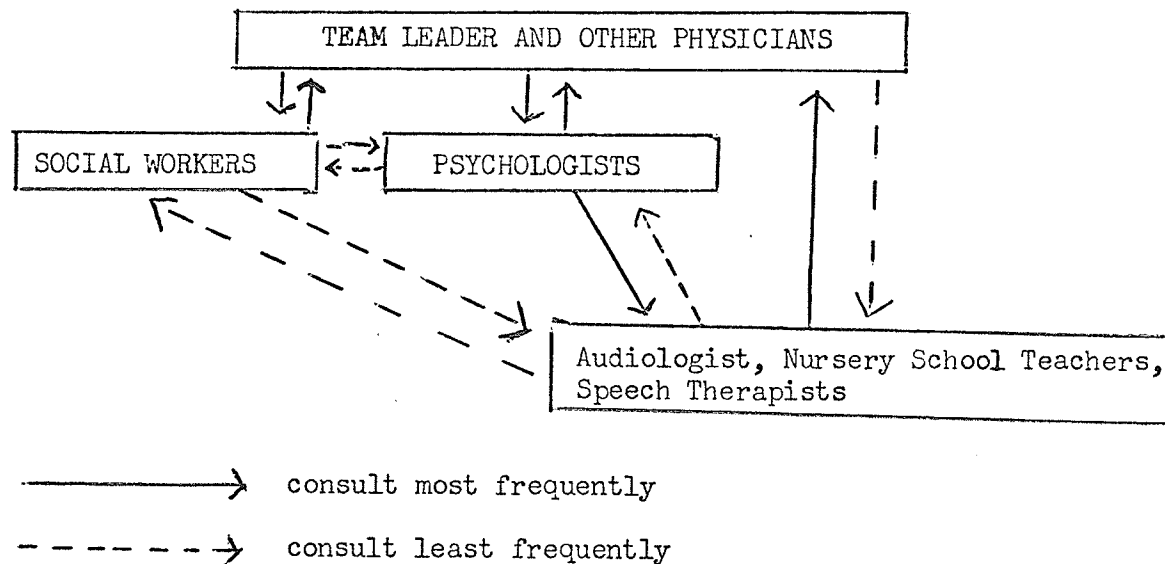 TEAM LEADER AND OTHER PHYSICIANS
SOCIAL WORKERS
PSYCHOLOGISTS
Audiologist, Nursery School Teachers,
Speech Therapists
consult most frequently
consult least frequently